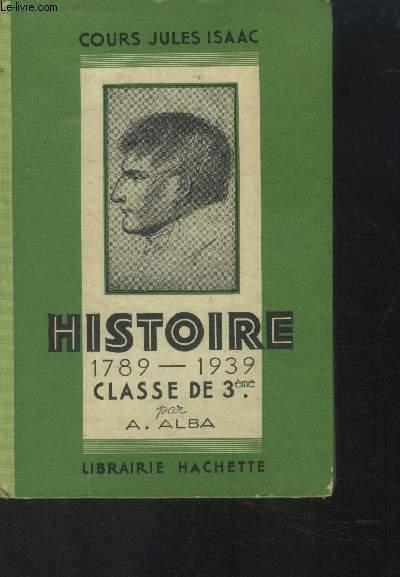 Le-livre.com
COURS JULES ISAAC
HISTOIRE
1789 — 1939
CLASSE DE 3ème.
par
A. ALBA
LIBRAIRIE HACHETTE